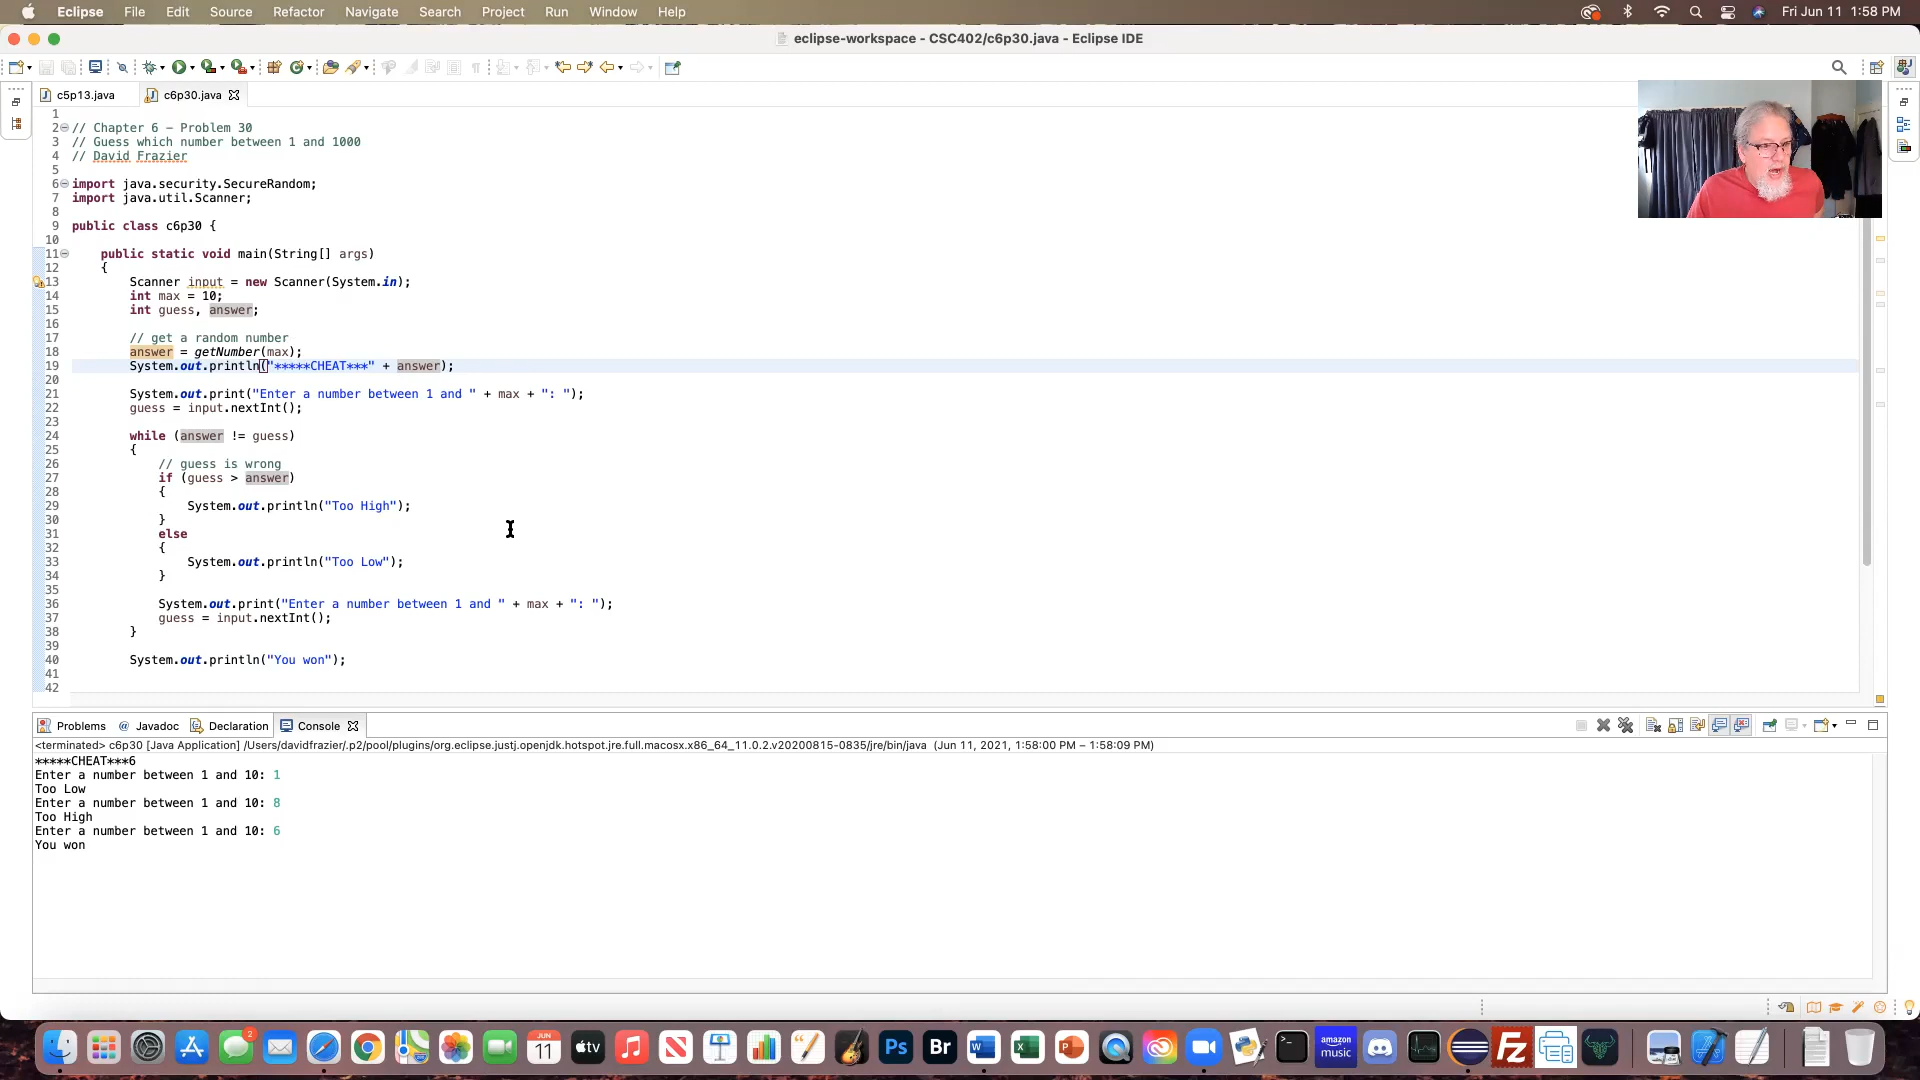 Eclipse File Edit Source Refactor Navigate Search Project Run Window Help Fri Jun 11 1:58 PM
eclipse-workspace - CSC402/c6p30.java - Eclipse IDE
c5p13.java c6p30.java
1
2 // Chapter 6 - Problem 30
3 // Guess which number between 1 and 1000
4 // David Frazier
5
6 import java.security.SecureRandom;
7 import java.util.Scanner;
8
9 public class c6p30 {
10
11 public static void main(String[] args)
12 {
13 Scanner input = new Scanner(System.in);
14 int max = 10;
15 int guess, answer;
16
17 // get a random number
18 answer = getNumber(max);
19 System.out.println("*****CHEAT***" + answer);
20
21 System.out.print("Enter a number between 1 and " + max + ": ");
22 guess = input.nextInt();
23
24 while (answer != guess)
25 {
26 // guess is wrong
27 if (guess > answer)
28 {
29 System.out.println("Too High");
30 }
31 else
32 {
33 System.out.println("Too Low");
34 }
35
36 System.out.print("Enter a number between 1 and " + max + ": ");
37 guess = input.nextInt();
38 }
39
40 System.out.println("You won");
41
42
Problems @ Javadoc Declaration Console
<terminated> c6p30 [Java Application] /Users/davidfrazier/.p2/pool/plugins/org.eclipse.justj.openjdk.hotspot.jre.full.macosx.x86_64_11.0.2.v20200815-0835/jre/bin/java (Jun 11, 2021, 1:58:00 PM – 1:58:09 PM)
*****CHEAT***6
Enter a number between 1 and 10: 1
Too Low
Enter a number between 1 and 10: 8
Too High
Enter a number between 1 and 10: 6
You won
2 JUN 11 tv Ps Br W X P amazon music Fz